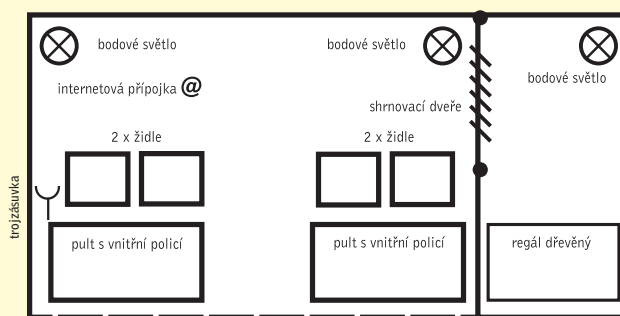 bodové světlo
bodové světlo
bodové světlo
internetová přípojka @
shrnovací dveře
2 x židle
2 x židle
trojzásuvka
pult s vnitřní policí
pult s vnitřní policí
regál dřevěný